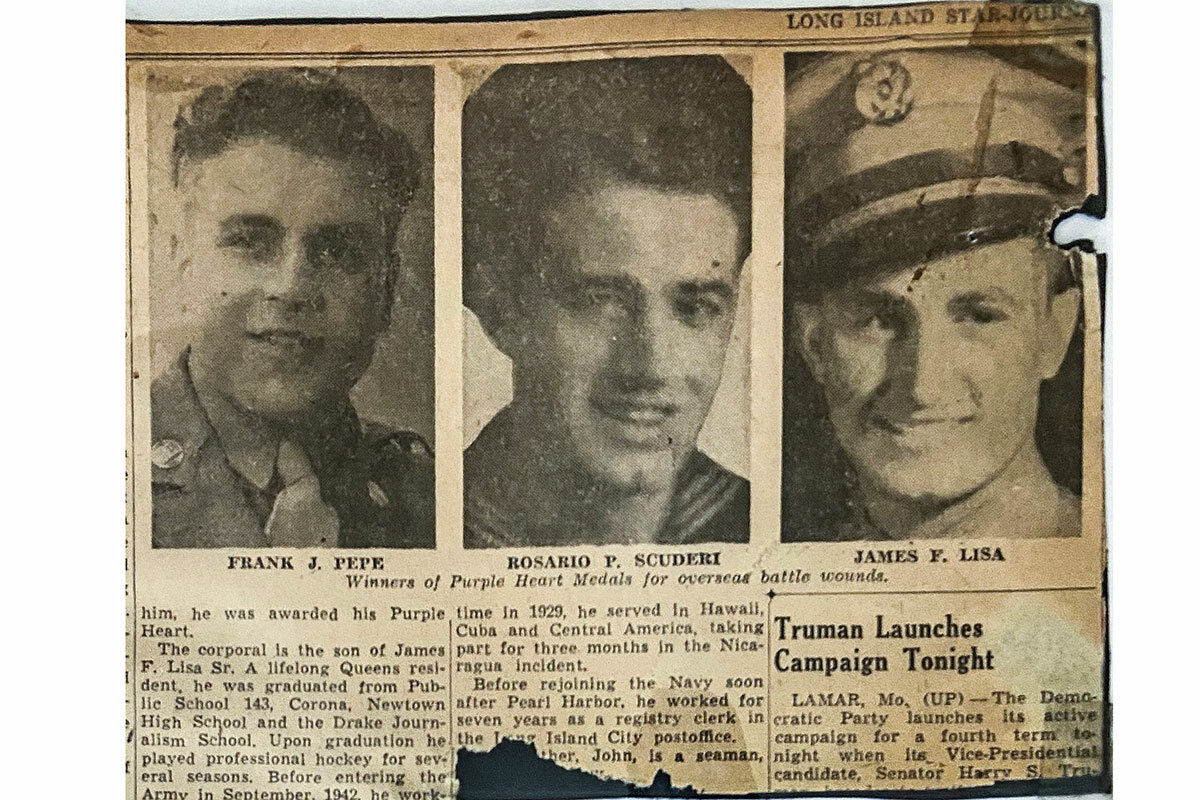 LONG ISLAND STAR-JOURN
FRANK J. PEPE
ROSARIO P. SCUDERI
JAMES F. LISA
Winners of Purple Heart Medals for overseas battle wounds.
him, he was awarded his Purple
Heart.
The corporal is the son of James
F. Lisa Sr. A lifelong Queens resi-
dent, he was graduated from Pub-
lic School 143, Corona, Newtown
High School and the Drake Journ-
alism School. Upon graduation he
played professional hockey for sev-
eral seasons. Before entering the
Army in September, 1942, he work-
time in 1929, he served in Hawaii,
Cuba and Central America, taking
part for three months in the Nica-
ragua incident.
Before rejoining the Navy soon
after Pearl Harbor, he worked for
seven years as a registry clerk in
the Long Island City postoffice.
ther, John, is a seaman,
Truman Launches
Campaign Tonight
LAMAR, Mo. (UP)—The Demo-
cratic Party launches its active
campaign for a fourth term to-
night when its Vice-Presidential
candidate, Senator Harry S. Tru-